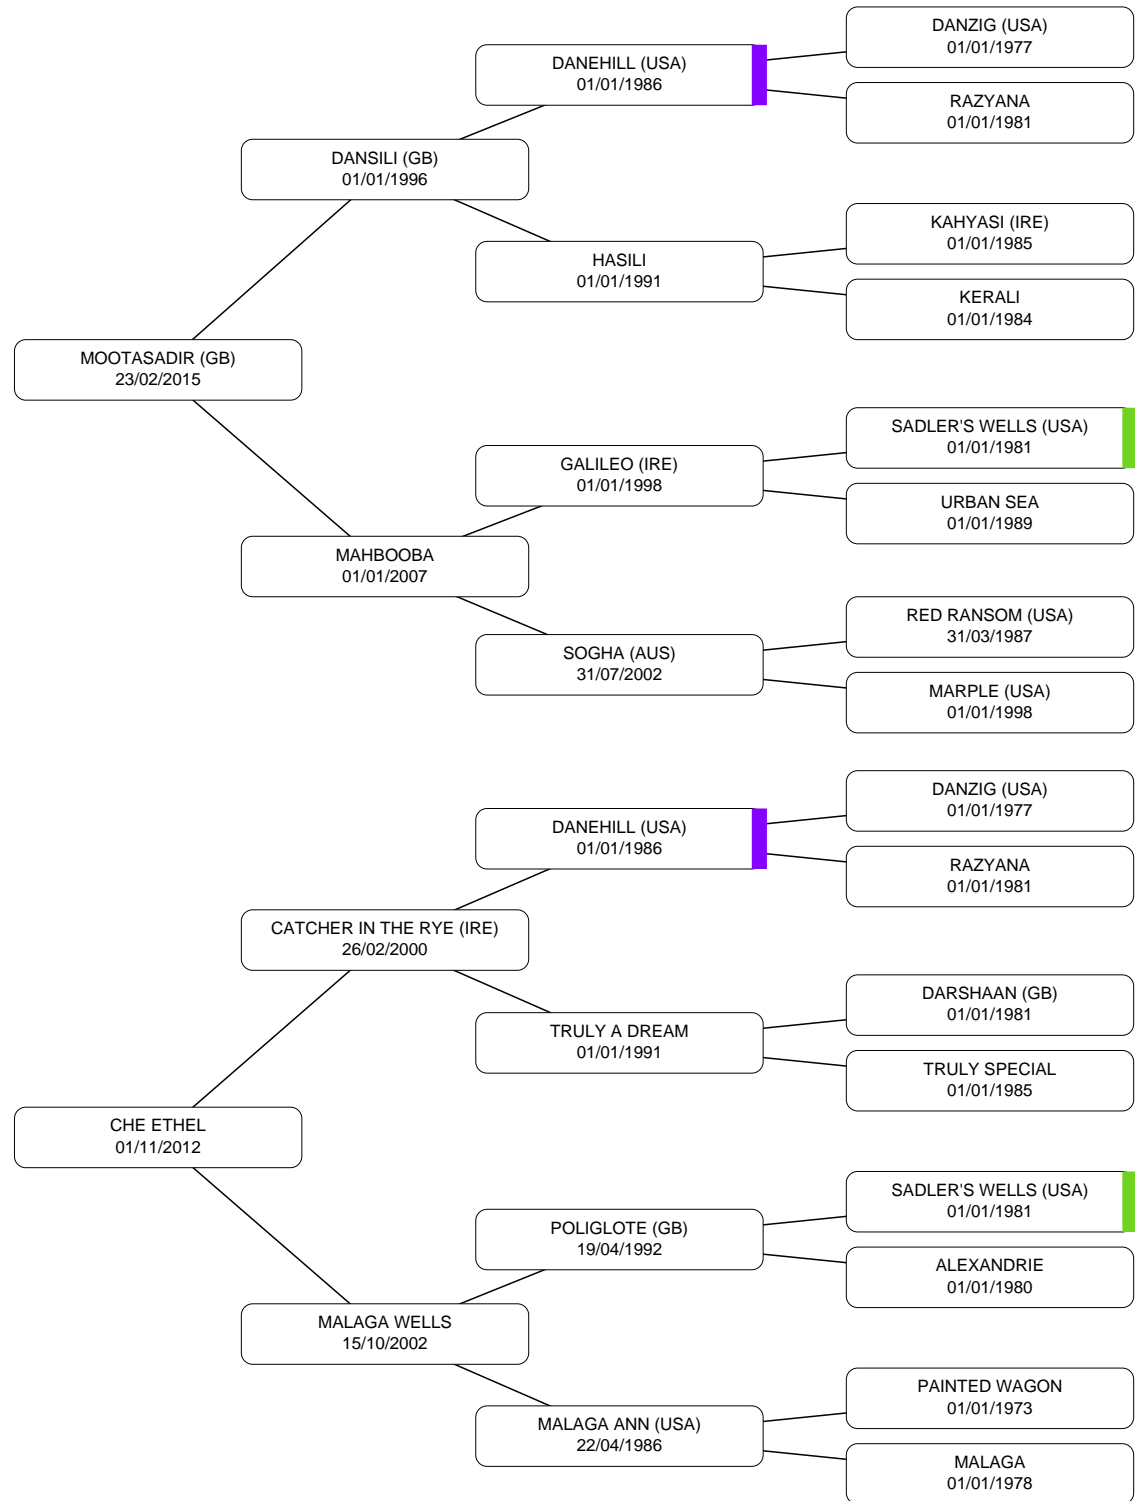 DANZIG (USA)
01/01/1977
DANEHILL (USA)
01/01/1986
RAZYANA
01/01/1981
DANSILI (GB)
01/01/1996
KAHYASI (IRE)
01/01/1985
HASILI
01/01/1991
KERALI
01/01/1984
MOOTASADIR (GB)
23/02/2015
SADLER'S WELLS (USA)
01/01/1981
GALILEO (IRE)
01/01/1998
URBAN SEA
01/01/1989
MAHBOOBA
01/01/2007
RED RANSOM (USA)
31/03/1987
SOGHA (AUS)
31/07/2002
MARPLE (USA)
01/01/1998
DANZIG (USA)
01/01/1977
DANEHILL (USA)
01/01/1986
RAZYANA
01/01/1981
CATCHER IN THE RYE (IRE)
26/02/2000
DARSHAAN (GB)
01/01/1981
TRULY A DREAM
01/01/1991
TRULY SPECIAL
01/01/1985
CHE ETHEL
01/11/2012
SADLER'S WELLS (USA)
01/01/1981
POLIGLOTE (GB)
19/04/1992
ALEXANDRIE
01/01/1980
MALAGA WELLS
15/10/2002
PAINTED WAGON
01/01/1973
MALAGA ANN (USA)
22/04/1986
MALAGA
01/01/1978